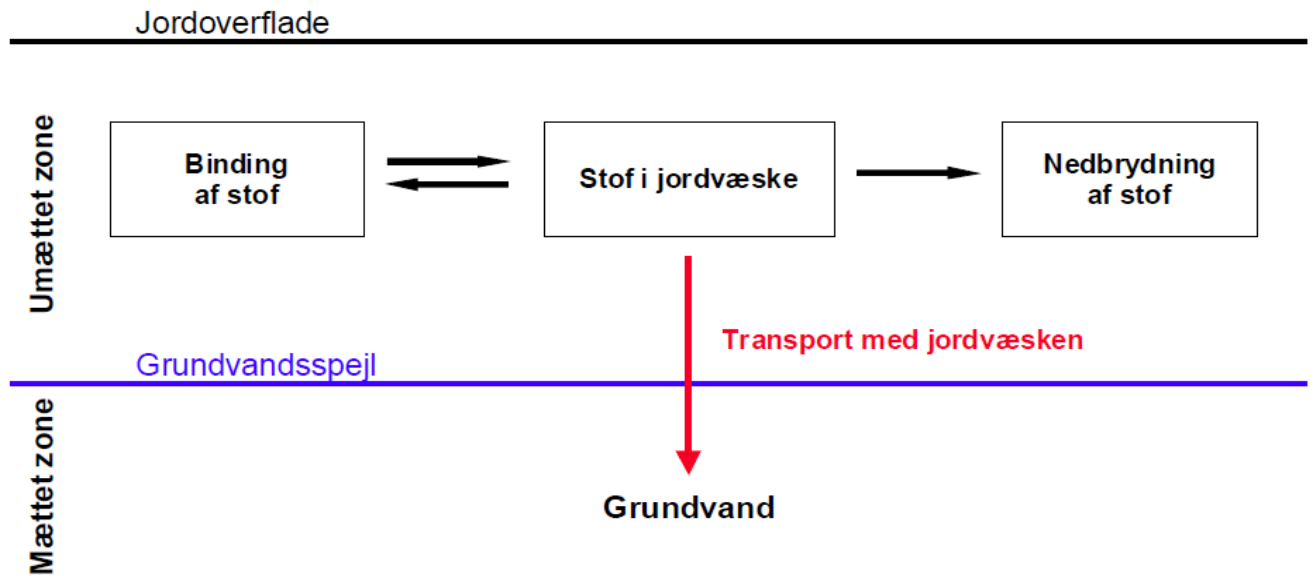 Jordoverflade
Umættet zone
Binding
af stof
Stof i jordvæske
Nedbrydning
af stof
Transport med jordvæsken
Grundvandsspejl
Mættet zone
Grundvand